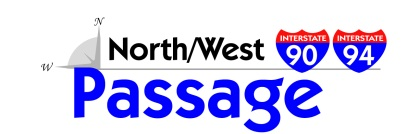 N
W
North/West
INTERSTATE
90
INTERSTATE
94
Passage